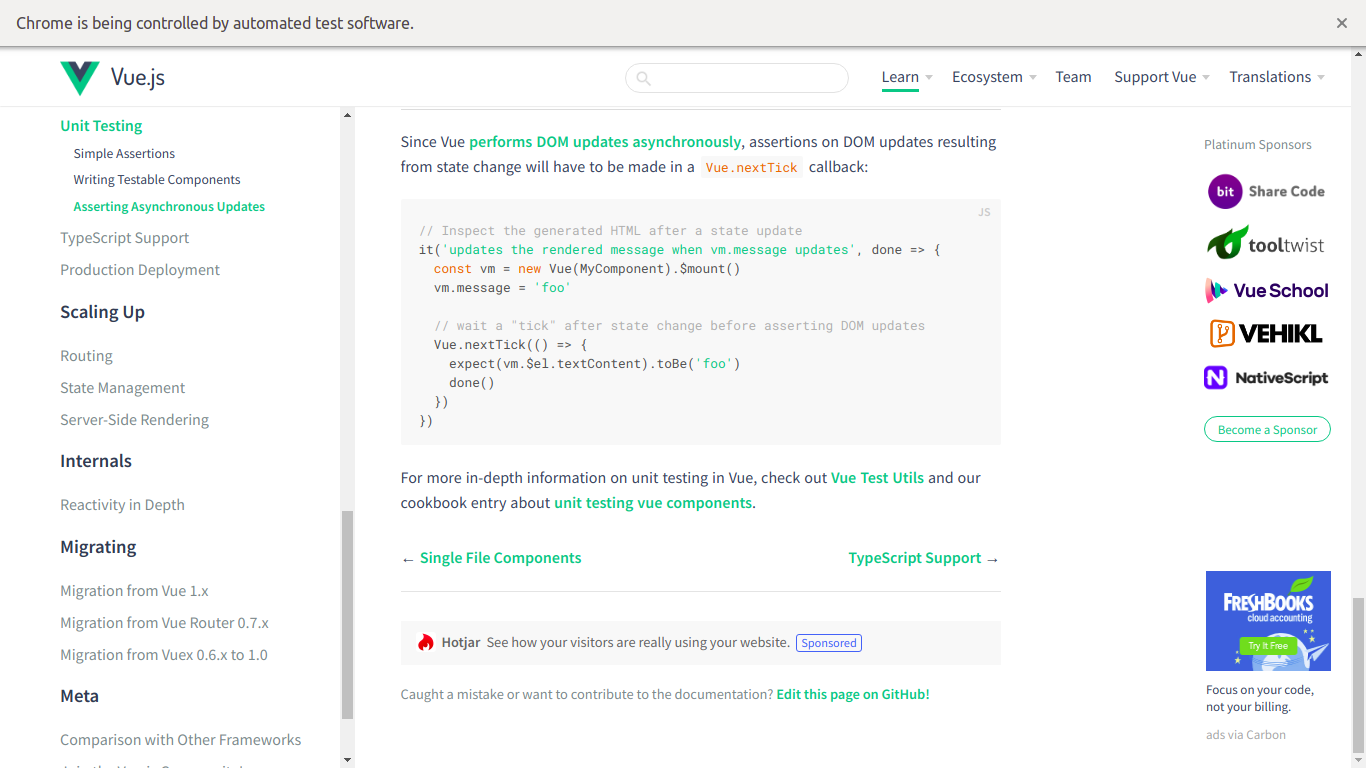 Chrome is being controlled by automated test software.
Vue.js
Learn
Ecosystem
Team
Support Vue
Translations
Unit Testing
Simple Assertions
Writing Testable Components
Asserting Asynchronous Updates
TypeScript Support
Production Deployment
Scaling Up
Routing
State Management
Server-Side Rendering
Internals
Reactivity in Depth
Migrating
Migration from Vue 1.x
Migration from Vue Router 0.7.x
Migration from Vuex 0.6.x to 1.0
Meta
Comparison with Other Frameworks
Since Vue performs DOM updates asynchronously, assertions on DOM updates resulting
from state change will have to be made in a Vue.nextTick callback:
JS
// Inspect the generated HTML after a state update
it('updates the rendered message when vm.message updates', done => {
const vm = new Vue(MyComponent).$mount()
vm.message = 'foo'
// wait a "tick" after state change before asserting DOM updates
Vue.nextTick(() => {
expect(vm.$el.textContent).toBe('foo')
done()
})
})
For more in-depth information on unit testing in Vue, check out Vue Test Utils and our
cookbook entry about unit testing vue components.
← Single File Components
TypeScript Support →
Hotjar See how your visitors are really using your website. Sponsored
Caught a mistake or want to contribute to the documentation? Edit this page on GitHub!
Platinum Sponsors
bit Share Code
tooltwist
Vue School
VEHIKL
NativeScript
Become a Sponsor
FRESHBOOKS
cloud accounting
Try It Free
Focus on your code,
not your billing.
ads via Carbon